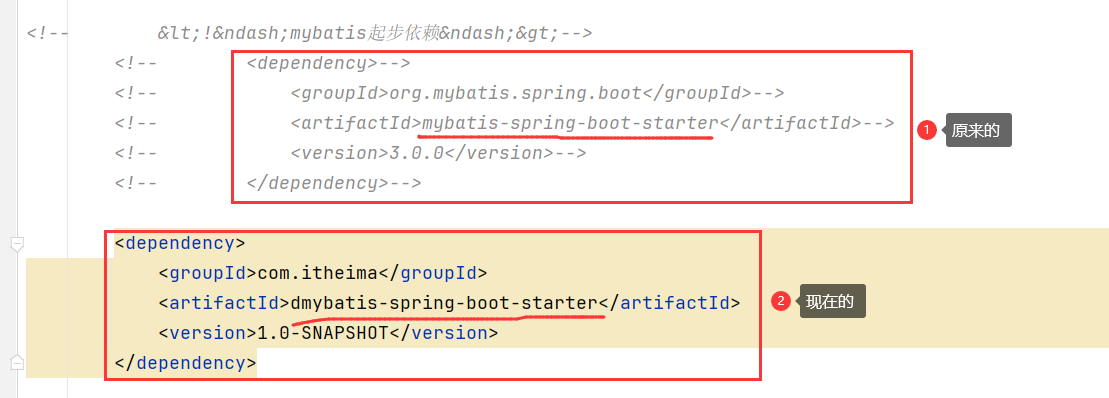 <!--        &lt;!&ndash;mybatis起步依赖&ndash;&gt;-->
<!--        <dependency>-->
<!--            <groupId>org.mybatis.spring.boot</groupId>-->
<!--            <artifactId>mybatis-spring-boot-starter</artifactId>-->
1 原来的
<!--            <version>3.0.0</version>-->
<!--        </dependency>-->
<dependency>
<groupId>com.itheima</groupId>
<artifactId>dmybatis-spring-boot-starter</artifactId>
2 现在的
<version>1.0-SNAPSHOT</version>
</dependency>